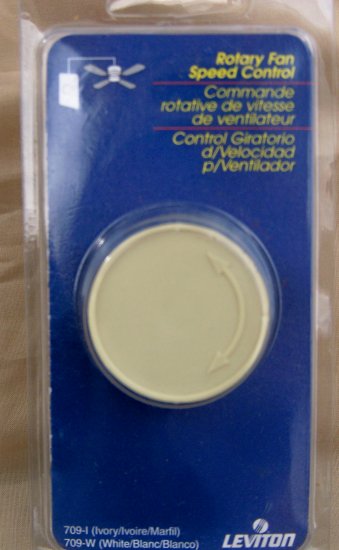 Rotary Fan
Speed Control
Commande
rotative de vitesse
de ventilateur
Control Giratorio
d/Velocidad
p/Ventilador
709-I (Ivory/Ivoire/Marfil)
709-W (White/Blanc/Blanco)
LEVITON